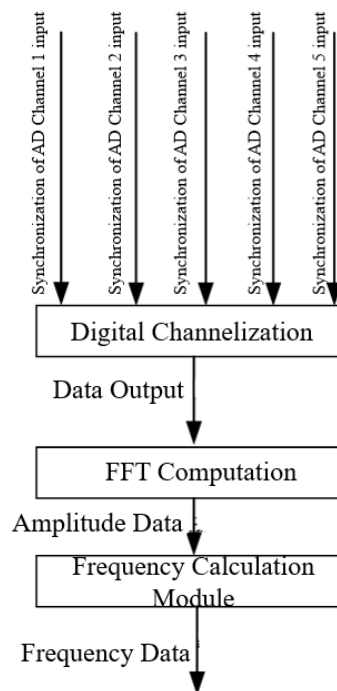 Synchronization of AD Channel 1 input
Synchronization of AD Channel 2 input
Synchronization of AD Channel 3 input
Synchronization of AD Channel 4 input
Synchronization of AD Channel 5 input
Digital Channelization
Data Output
FFT Computation
Amplitude Data
Frequency Calculation
Module
Frequency Data